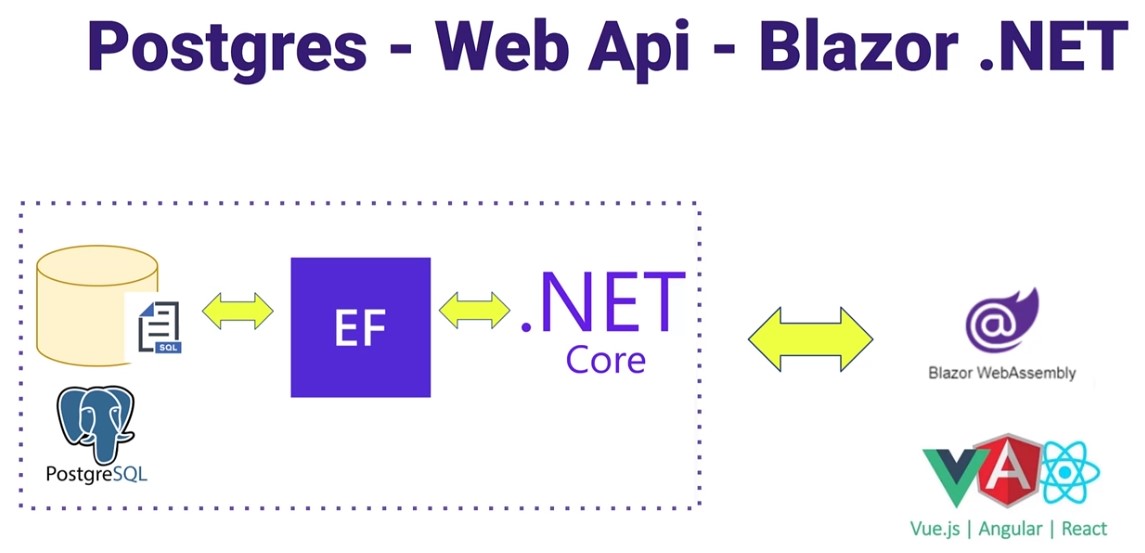 Postgres - Web Api - Blazor .NET
SQL
EF
.NET
Core
PostgreSQL
@
Blazor WebAssembly
A
Vue.js | Angular | React